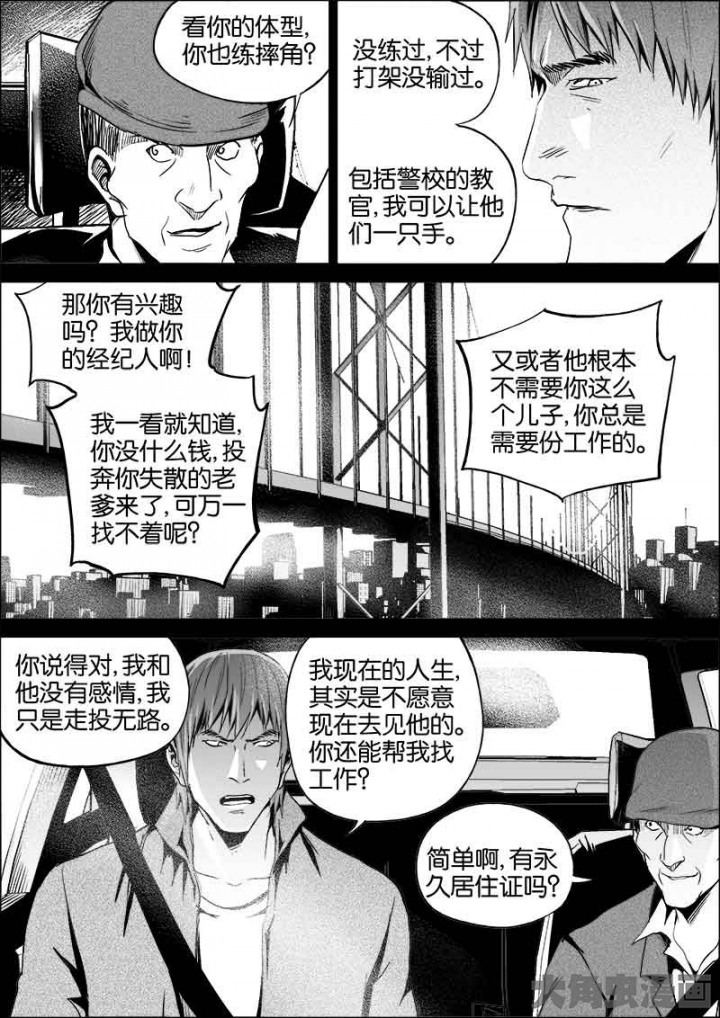 看你的体型，
你也练摔角？
没练过，不过
打架没输过。
包括警校的教
官，我可以让他
们一只手。
那你有兴趣
吗？我做你
的经纪人啊！
我一看就知道，
你没什么钱，投
奔你失散的老
爹来了，可万一
找不着呢？
又或者他根本
不需要你这么
个儿子，你总是
需要份工作的。
你说得对，我和
他没有感情，我
只是走投无路。
我现在的人生，
其实是不愿意
现在去见他的。
你还能帮我找
工作？
简单啊，有永
久居住证吗？
大角虫漫画